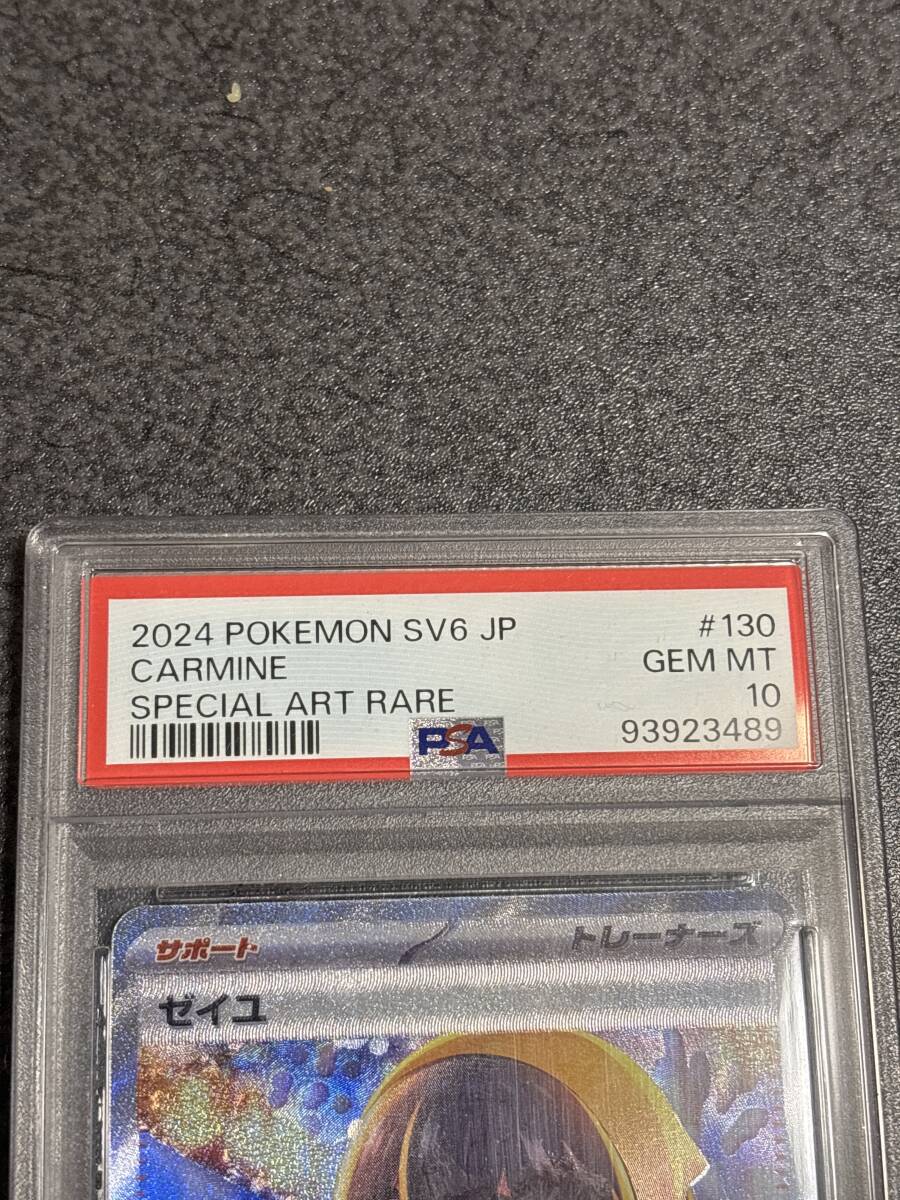 2024 POKEMON SV6 JP #130
CARMINE GEM MT
SPECIAL ART RARE 10
PSA 93923489
サポート トレーナーズ
ゼイユ